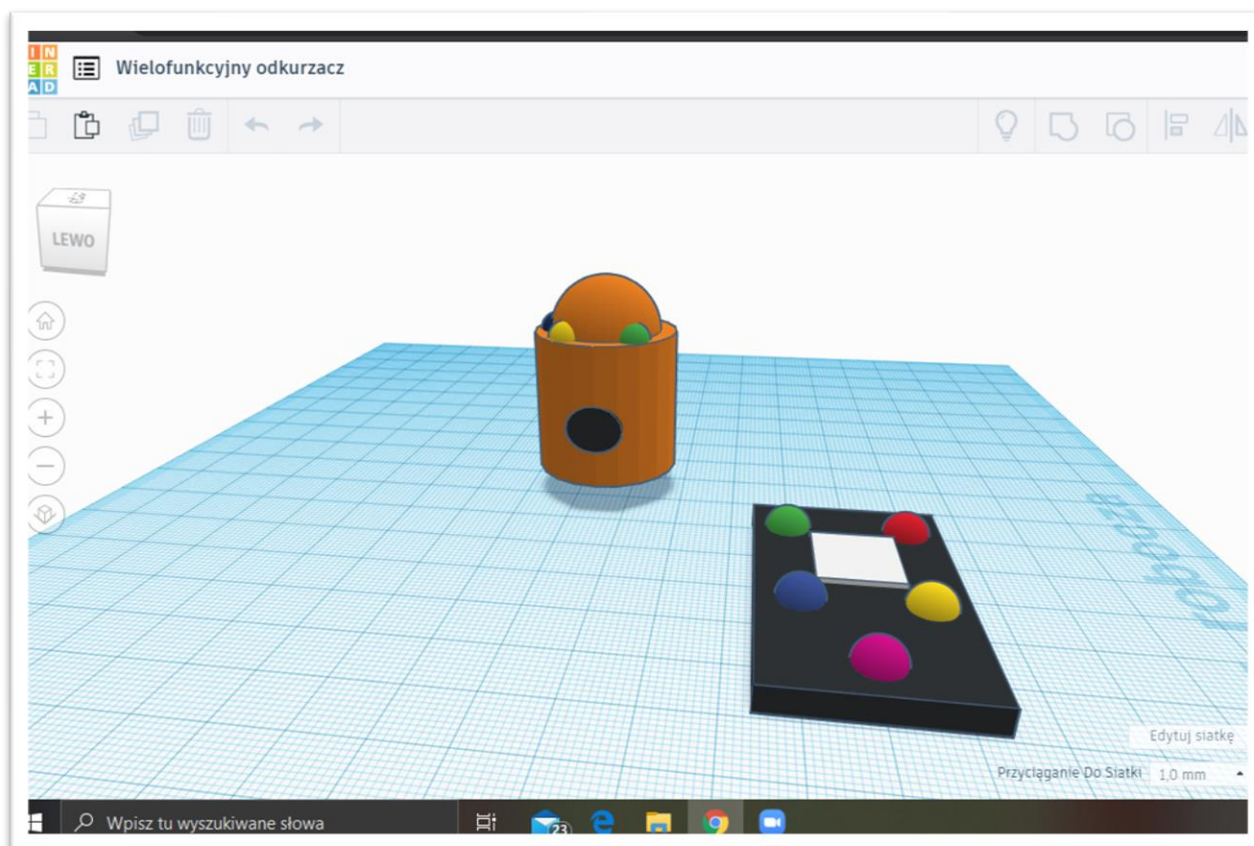 IN
ER
AD
Wielofunkcyjny odkurzacz
LEWO
Edytuj siatkę
Przyciąganie Do Siatki 1,0 mm
Wpisz tu wyszukiwane słowa
23